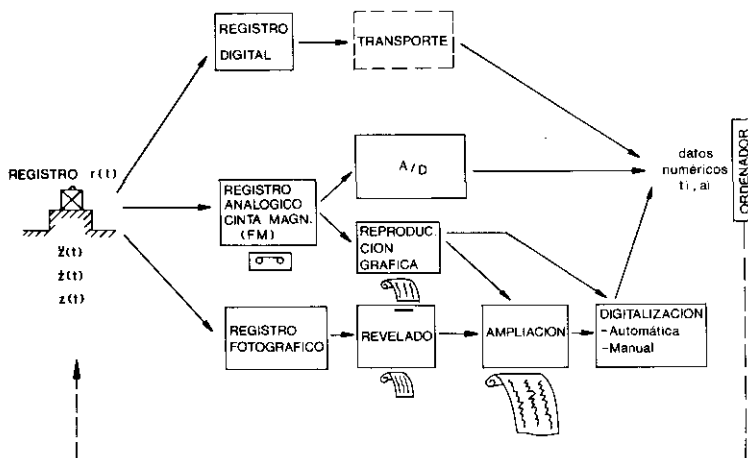 REGISTRO
DIGITAL
TRANSPORTE
REGISTRO r(t)
z̈(t)
ż(t)
z(t)
REGISTRO
ANALOGICO
CINTA MAGN.
(FM)
A/D
REPRODUC.
CION
GRAFICA
REGISTRO
FOTOGRAFICO
REVELADO
AMPLIACION
DIGITALIZACION
-Automática
-Manual
datos
numéricos
ti,ai
ORDENADOR